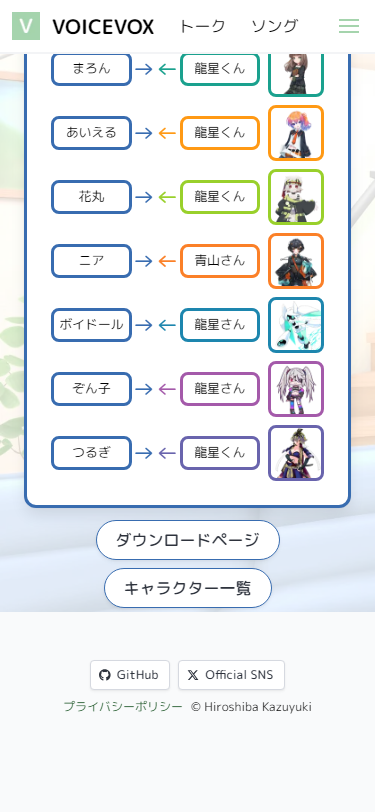 V VOICEVOX トーク ソング
まろん → ← 龍星くん
あいえる → ← 龍星くん
花丸 → ← 龍星くん
ニア → ← 青山さん
ボイドール → ← 龍星さん
ぞん子 → ← 龍星さん
つるぎ → ← 龍星くん
ダウンロードページ
キャラクター一覧
GitHub Official SNS
プライバシーポリシー © Hiroshiba Kazuyuki